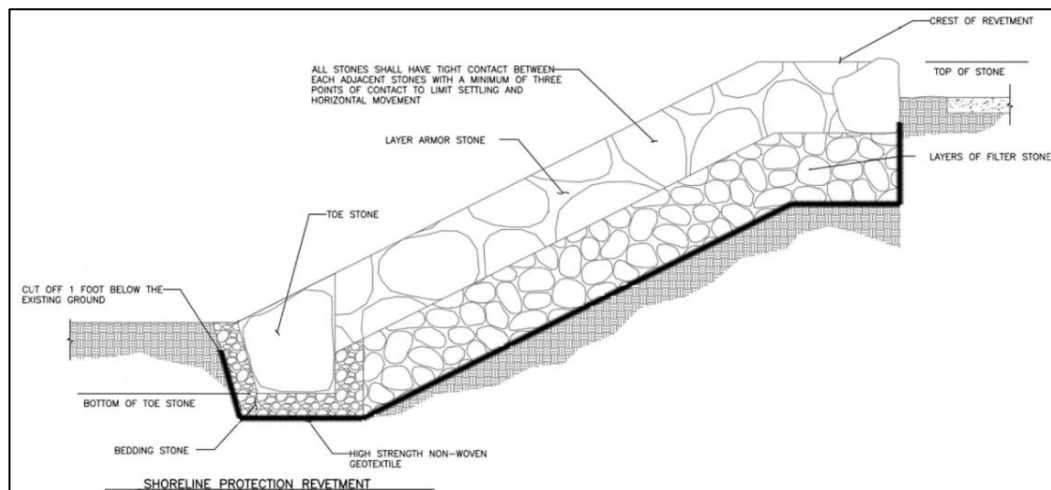 CREST OF REVETMENT
ALL STONES SHALL HAVE TIGHT CONTACT BETWEEN
EACH ADJACENT STONES WITH A MINIMUM OF THREE
POINTS OF CONTACT TO LIMIT SETTLING AND
HORIZONTAL MOVEMENT
TOP OF STONE
LAYER ARMOR STONE
LAYERS OF FILTER STONE
TOE STONE
CUT OFF 1 FOOT BELOW THE
EXISTING GROUND
BOTTOM OF TOE STONE
BEDDING STONE
HIGH STRENGTH NON-WOVEN
GEOTEXTILE
SHORELINE PROTECTION REVETMENT